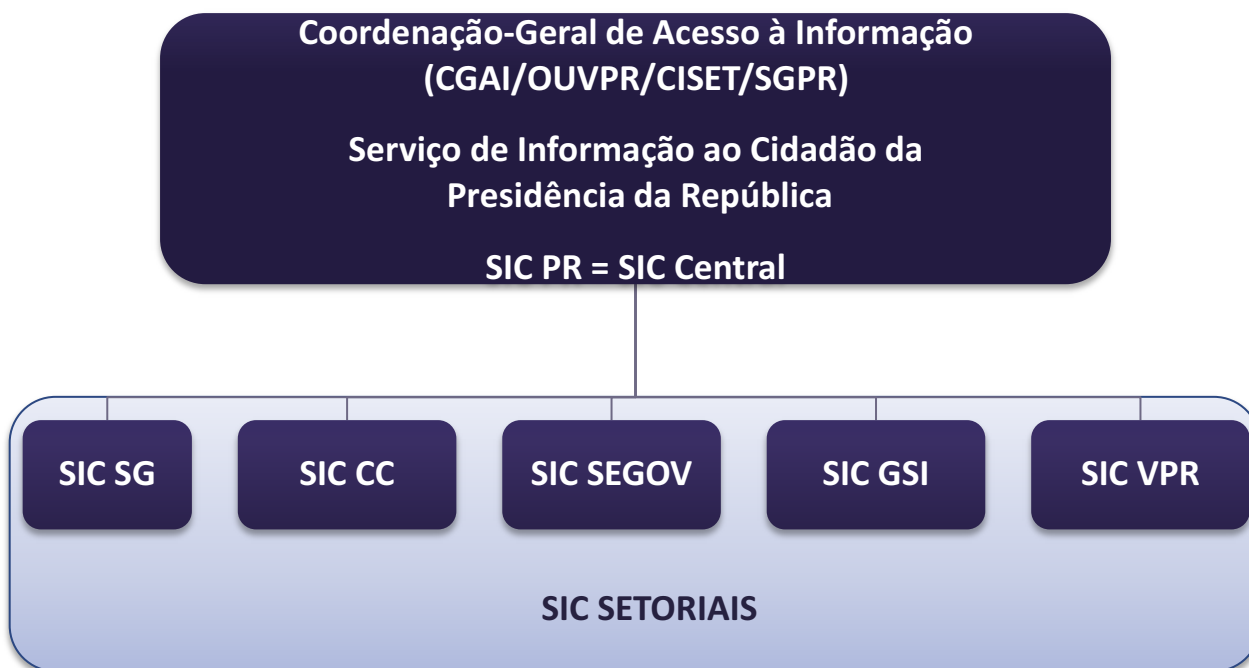 Coordenação-Geral de Acesso à Informação
(CGAI/OUVPR/CISET/SGPR)
Serviço de Informação ao Cidadão da
Presidência da República
SIC PR = SIC Central
SIC SG
SIC CC
SIC SEGOV
SIC GSI
SIC VPR
SIC SETORIAIS